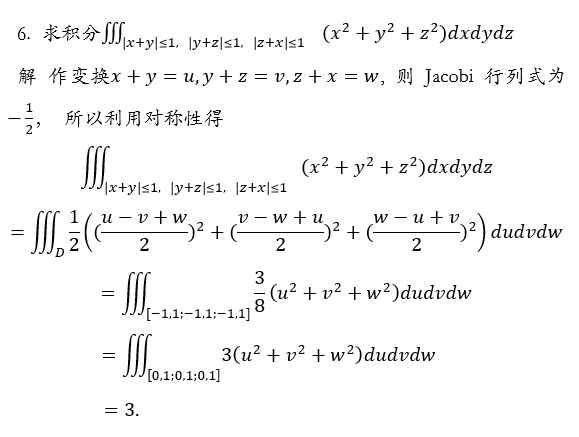 6. 求积分∭_{|x+y|≤1, |y+z|≤1, |z+x|≤1} (x² + y² + z²)dxdydz
解 作变换x + y = u, y + z = v, z + x = w, 则 Jacobi 行列式为
−1/2, 所以利用对称性得
∭_{|x+y|≤1, |y+z|≤1, |z+x|≤1} (x² + y² + z²)dxdydz
= ∭_D 1/2 (((u − v + w)/2)² + ((v − w + u)/2)² + ((w − u + v)/2)²) dudvdw
= ∭_{[−1,1;−1,1;−1,1]} 3/8 (u² + v² + w²)dudvdw
= ∭_{[0,1;0,1;0,1]} 3(u² + v² + w²)dudvdw
= 3.